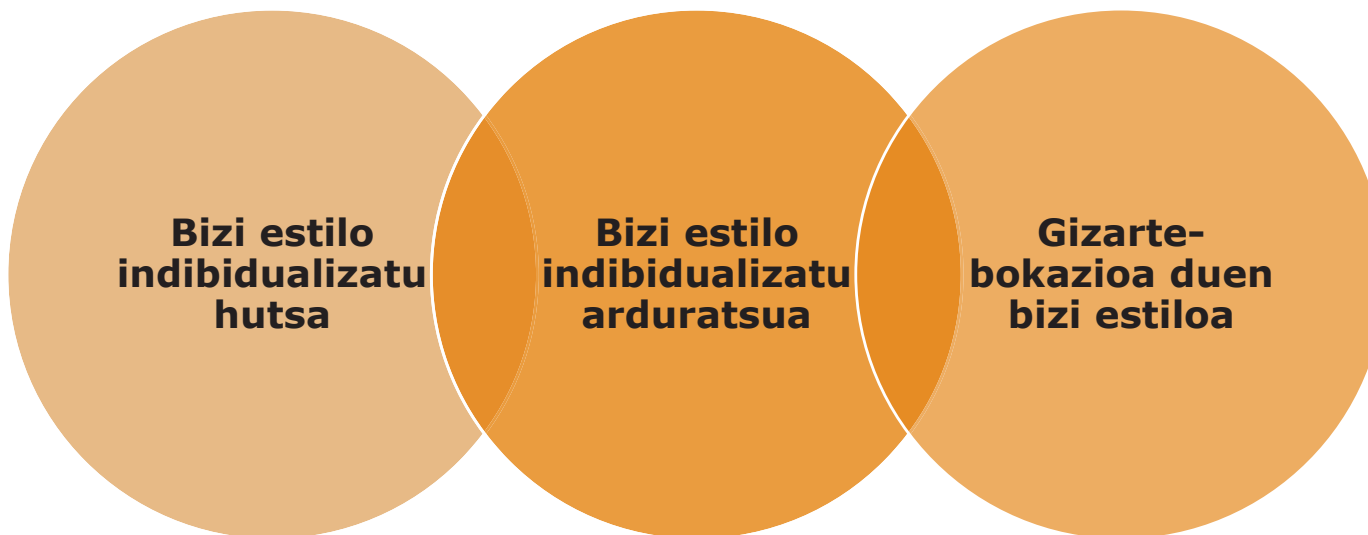 Bizi estilo
indibidualizatu
hutsa
Bizi estilo
indibidualizatu
arduratsua
Gizarte-
bokazioa duen
bizi estiloa